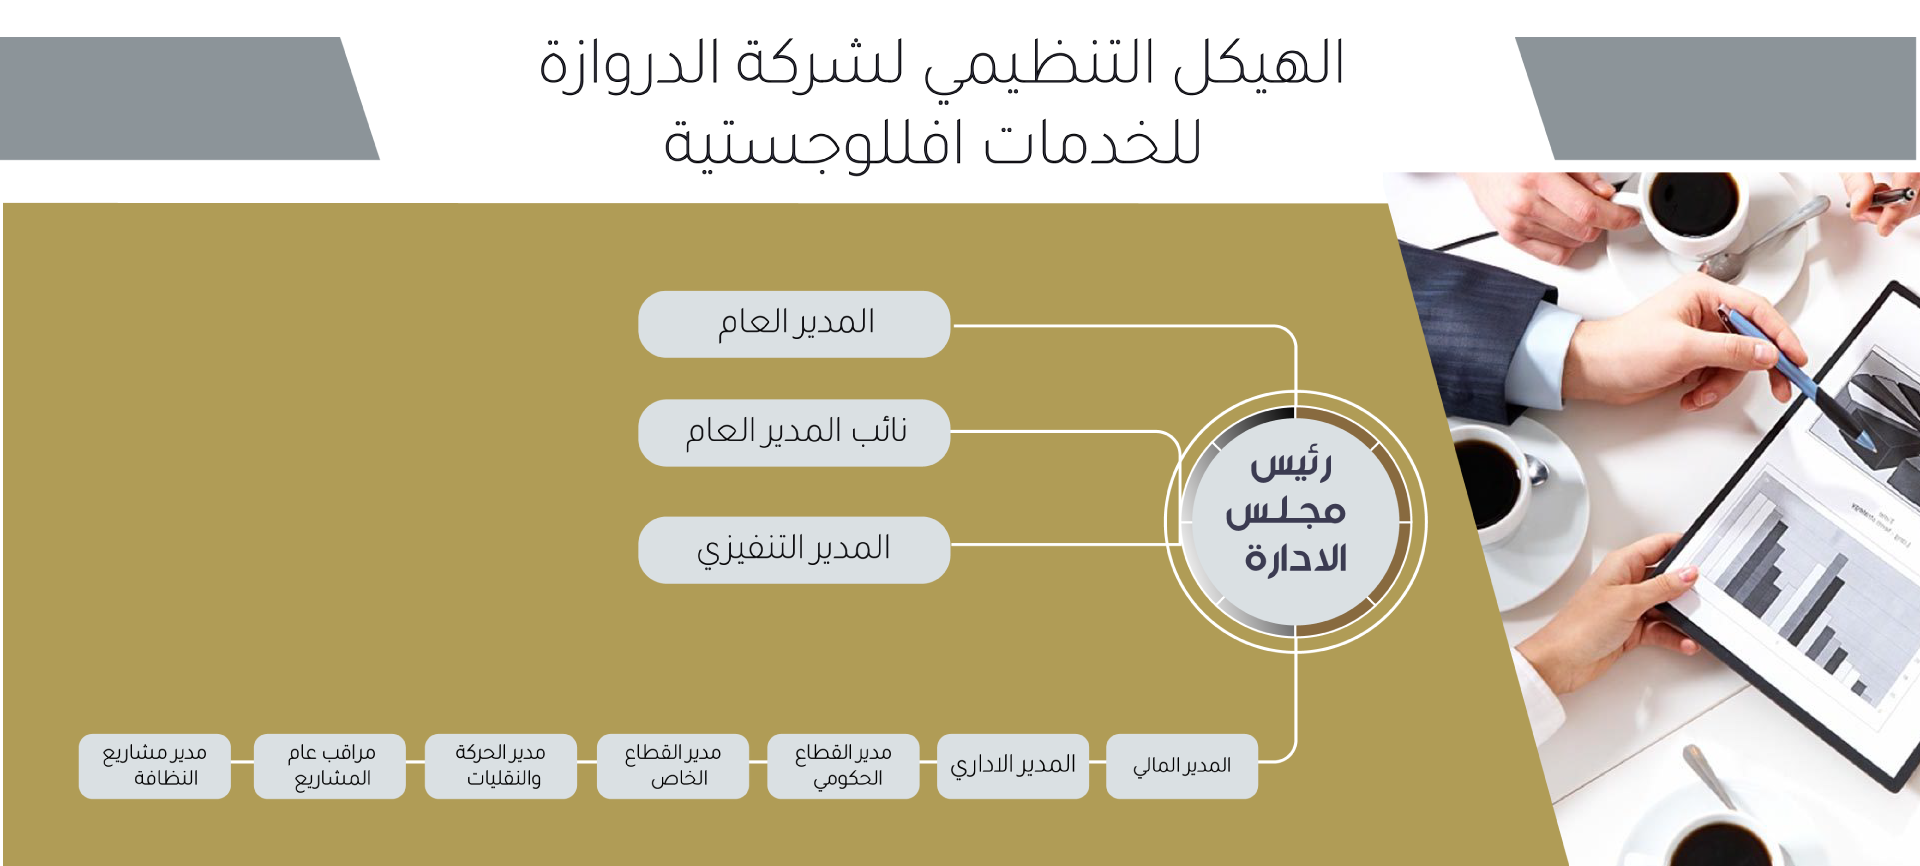 الهيكل التنظيمي لشركة الدروازة
للخدمات افللوجستية
المدير العام
نائب المدير العام
المدير التنفيزي
رئيس
مجلس
الادارة
المدير المالي
المدير الاداري
مدير القطاع
الحكومي
مدير القطاع
الخاص
مدير الحركة
والنقليات
مراقب عام
المشاريع
مدير مشاريع
النظافة